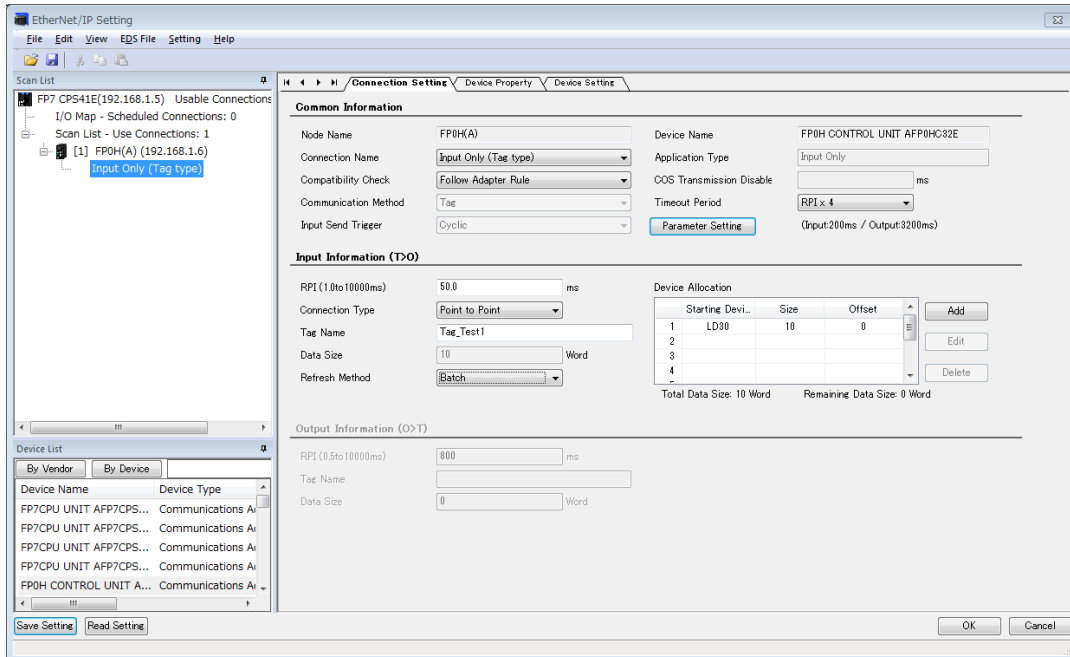 EtherNet/IP Setting
File Edit View EDS File Setting Help
Scan List
FP7 CPS41E(192.168.1.5) Usable Connections
I/O Map - Scheduled Connections: 0
Scan List - Use Connections: 1
[1] FP0H(A) (192.168.1.6)
Input Only (Tag type)
Device List
By Vendor By Device
Device Name Device Type
FP7CPU UNIT AFP7CPS... Communications A
FP7CPU UNIT AFP7CPS... Communications A
FP7CPU UNIT AFP7CPS... Communications A
FP7CPU UNIT AFP7CPS... Communications A
FP0H CONTROL UNIT A... Communications A
Connection Setting Device Property Device Setting
Common Information
Node Name FP0H(A) Device Name FP0H CONTROL UNIT AFP0HC32E
Connection Name Input Only (Tag type) Application Type Input Only
Compatibility Check Follow Adapter Rule COS Transmission Disable ms
Communication Method Tag Timeout Period RPI x 4
Input Send Trigger Cyclic Parameter Setting (Input:200ms / Output:3200ms)
Input Information (T>O)
RPI (1.0to10000ms) 50.0 ms Device Allocation
Connection Type Point to Point
Tag Name Tag_Test1
Data Size 10 Word
Refresh Method Batch
Starting Devi... Size Offset Add
1 LD30 10 0
2 Edit
3
4 Delete
Total Data Size: 10 Word Remaining Data Size: 0 Word
Output Information (O>T)
RPI (0.5to10000ms) 800 ms
Tag Name
Data Size 0 Word
Save Setting Read Setting OK Cancel